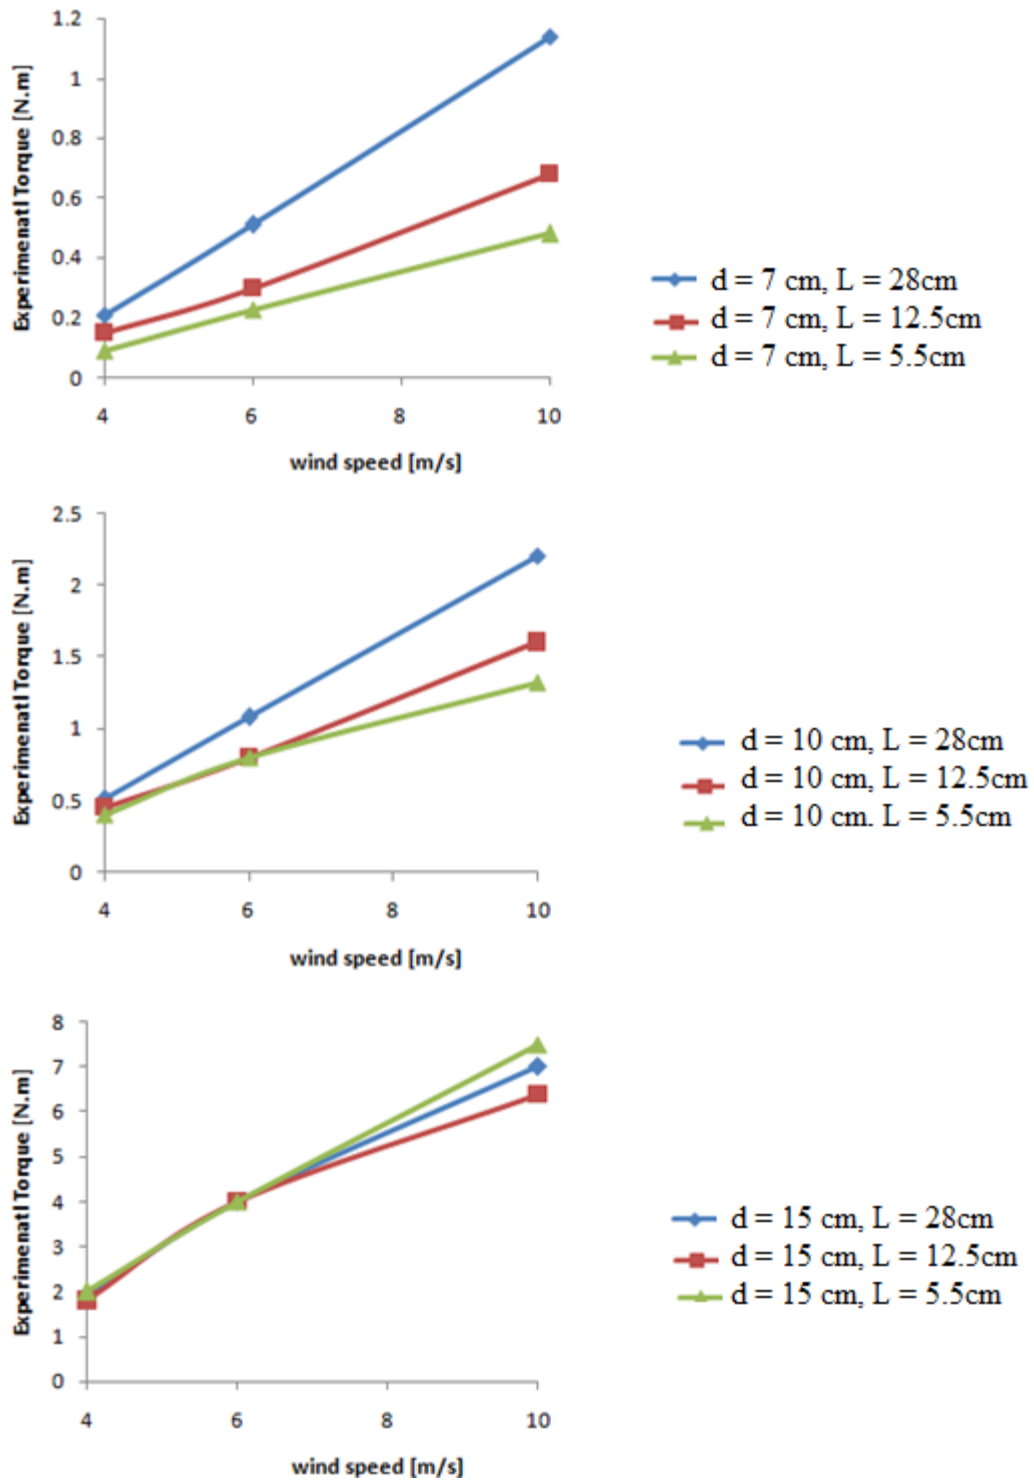 1.2
1
0.8
0.6
0.4
0.2
0
Experimenatl Torque [N.m]
4 6 8 10
wind speed [m/s]
d = 7 cm, L = 28cm
d = 7 cm, L = 12.5cm
d = 7 cm, L = 5.5cm
2.5
2
1.5
1
0.5
0
Experimenatl Torque [N.m]
4 6 8 10
wind speed [m/s]
d = 10 cm, L = 28cm
d = 10 cm, L = 12.5cm
d = 10 cm. L = 5.5cm
8
7
6
5
4
3
2
1
0
Experimenatl Torque [N.m]
4 6 8 10
wind speed [m/s]
d = 15 cm, L = 28cm
d = 15 cm, L = 12.5cm
d = 15 cm, L = 5.5cm